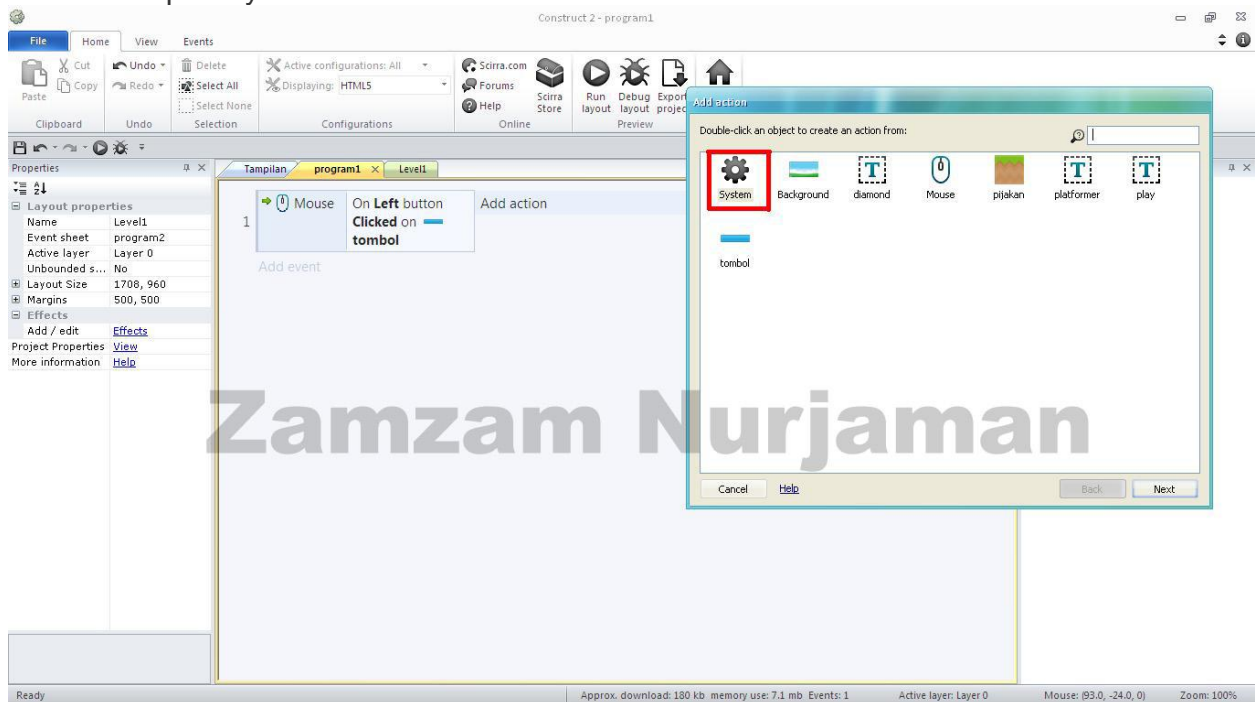 Construct 2 - program1
File Home View Events
Paste Cut Copy
Clipboard
Undo Redo
Undo
Delete
Select All
Select None
Selection
Active configurations: All
Displaying: HTML5
Configurations
Scirra.com
Forums
Help
Scirra Store
Online
Run layout
Debug layout
Preview
Properties
Layout properties
Name Level1
Event sheet program2
Active layer Layer 0
Unbounded s... No
Layout Size 1708, 960
Margins 500, 500
Effects
Add / edit Effects
Project Properties View
More information Help
Tampilan program1 Level1
1
Mouse
On Left button
Clicked on
tombol
Add action
Add event
Add action
Double-click an object to create an action from:
System Background diamond Mouse pijakan platformer play
tombol
Cancel Help Back Next
Zamzam Nurjaman
Ready
Approx. download: 180 kb memory use: 7.1 mb Events: 1
Active layer: Layer 0
Mouse: (93.0, -24.0, 0)
Zoom: 100%